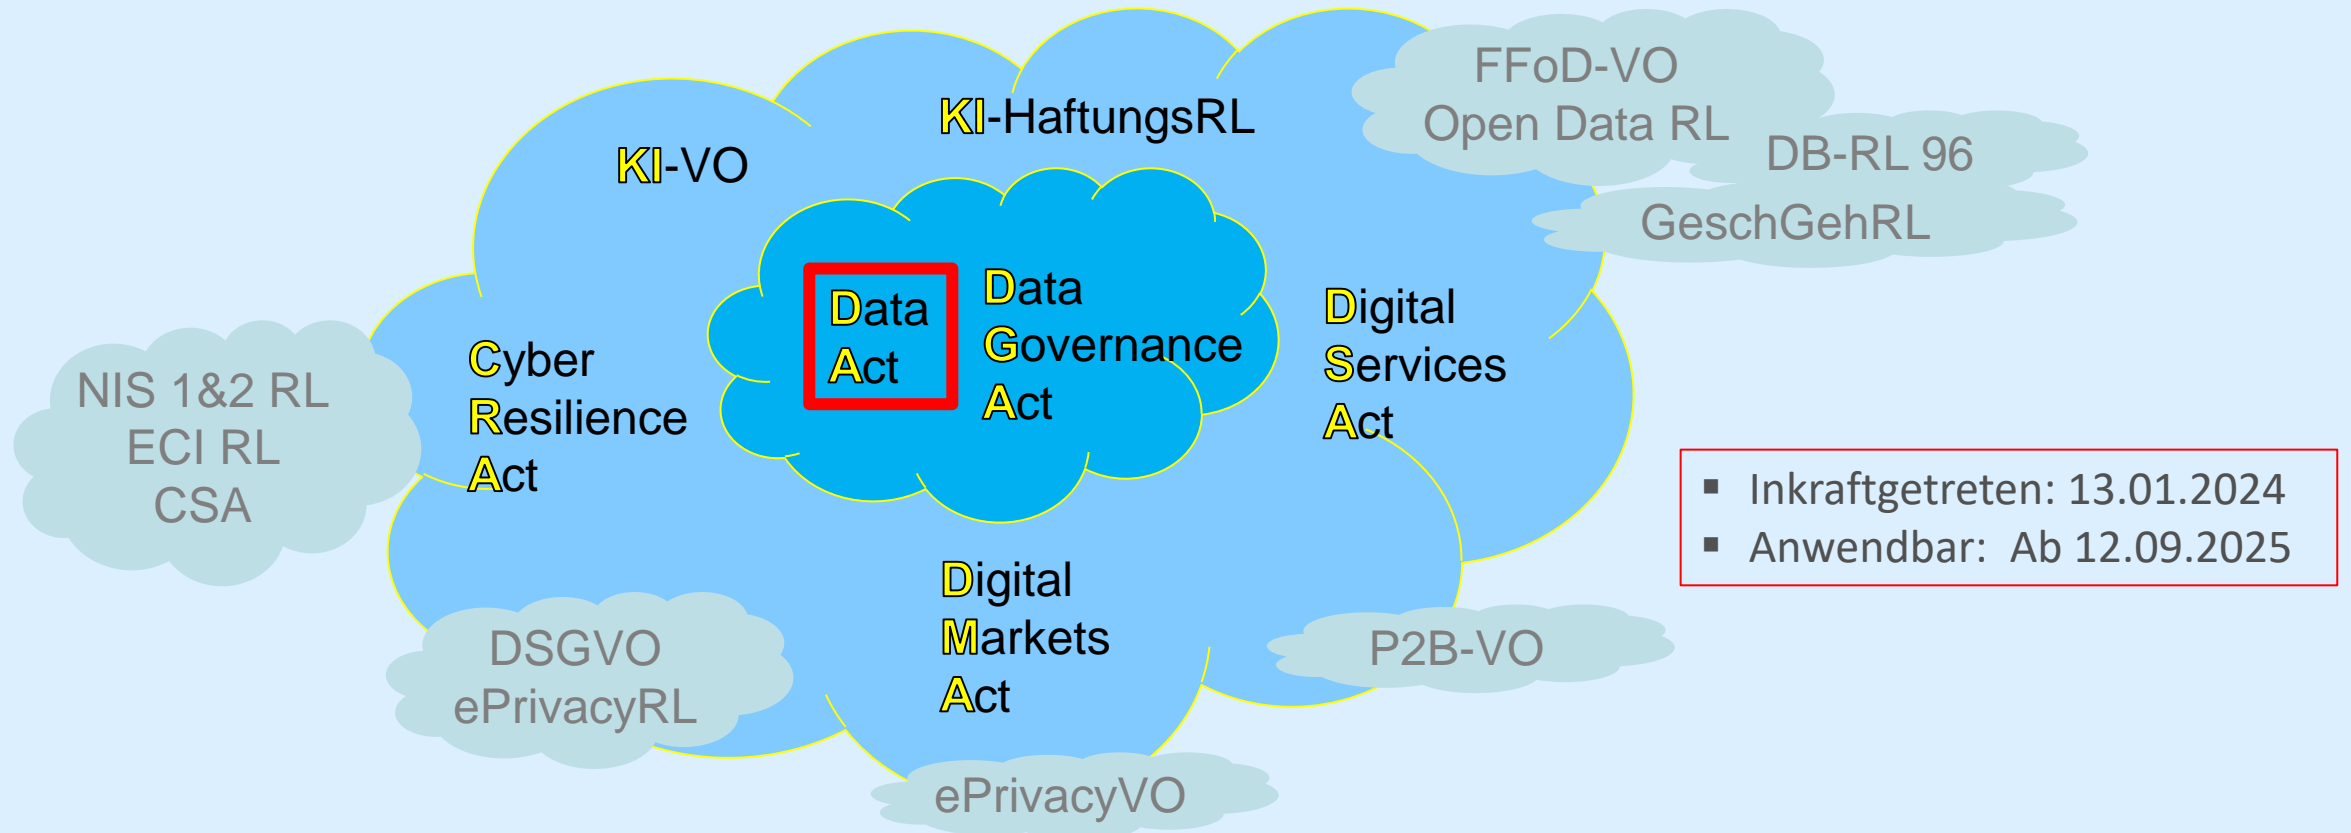 KI-HaftungsRL
KI-VO
FFoD-VO
Open Data RL
DB-RL 96
GeschGehRL
Data
Act
Data
Governance
Act
Digital
Services
Act
Cyber
Resilience
Act
NIS 1&2 RL
ECI RL
CSA
▪ Inkraftgetreten: 13.01.2024
▪ Anwendbar: Ab 12.09.2025
Digital
Markets
Act
DSGVO
ePrivacyRL
P2B-VO
ePrivacyVO